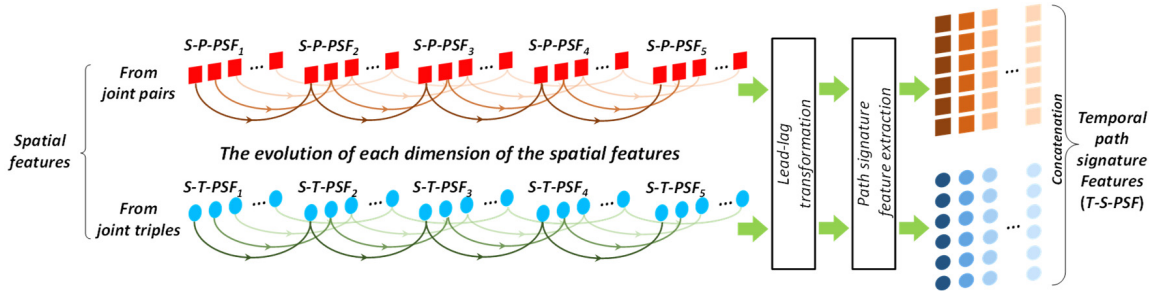 S-P-PSF1 S-P-PSF2 S-P-PSF3 S-P-PSF4 S-P-PSF5
... ... ... ... ...
From
joint pairs
Spatial
features
The evolution of each dimension of the spatial features
S-T-PSF1 S-T-PSF2 S-T-PSF3 S-T-PSF4 S-T-PSF5
... ... ... ... ...
From
joint triples
Lead-lag
transformation
Path signature
feature extraction
...
...
Concatenation
Temporal
path
signature
Features
(T-S-PSF)